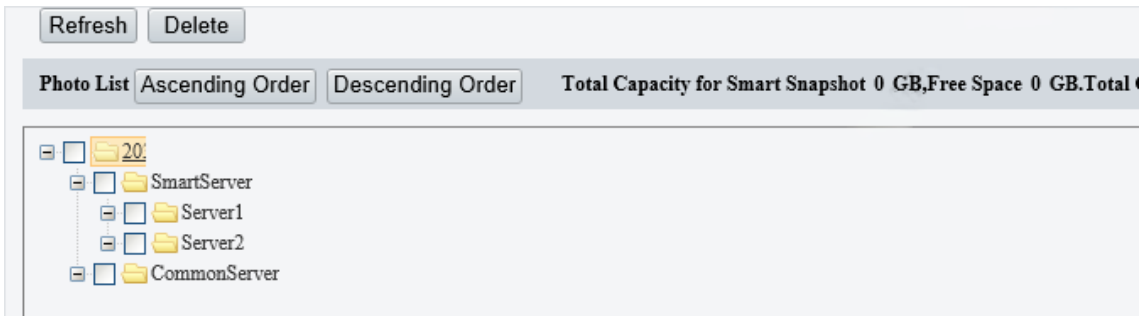 Refresh Delete
Photo List Ascending Order Descending Order Total Capacity for Smart Snapshot 0 GB,Free Space 0 GB.Total
SmartServer
Server1
Server2
CommonServer